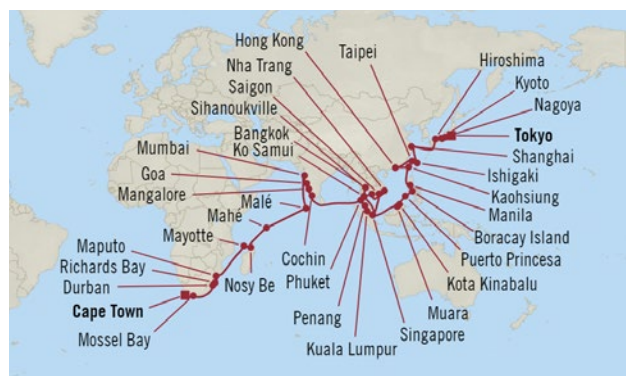 Hong Kong
Taipei
Nha Trang
Saigon
Sihanoukville
Bangkok
Ko Samui
Hiroshima
Kyoto
Nagoya
Tokyo
Shanghai
Ishigaki
Kaohsiung
Manila
Boracay Island
Puerto Princesa
Kota Kinabalu
Muara
Singapore
Kuala Lumpur
Penang
Phuket
Cochin
Mumbai
Goa
Mangalore
Malé
Mahé
Mayotte
Nosy Be
Maputo
Richards Bay
Durban
Cape Town
Mossel Bay